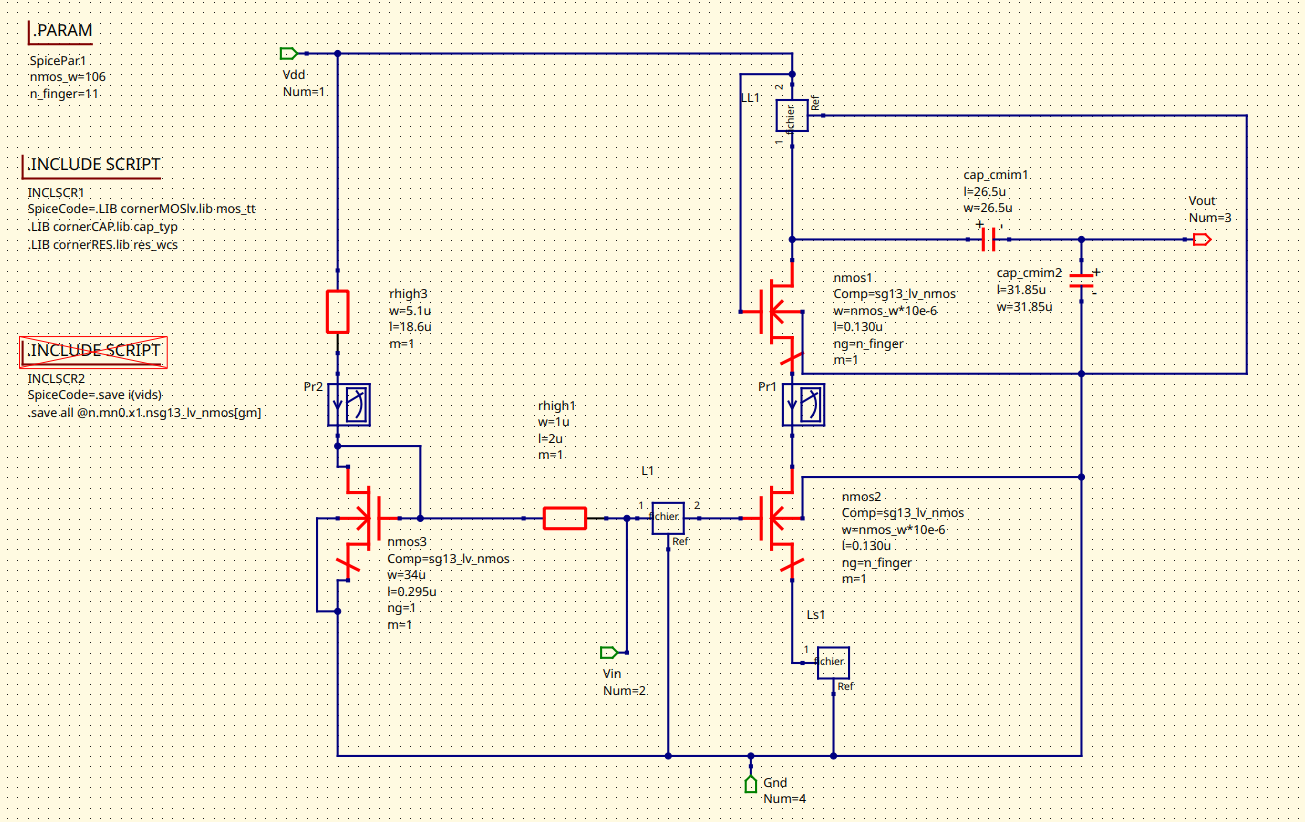 .PARAM
SpicePar1
nmos_w=106
n_finger=11
.INCLUDE SCRIPT
INCLSCR1
SpiceCode=.LIB cornerMOSlv.lib mos_tt
.LIB cornerCAP.lib cap_typ
.LIB cornerRES.lib res_wcs
.INCLUDE SCRIPT
INCLSCR2
SpiceCode=.save i(vids)
.save all @n.mn0.x1.nsg13_lv_nmos[gm]
Vdd
Num=1
rhigh3
w=5.1u
l=18.6u
m=1
Pr2
nmos3
Comp=sg13_lv_nmos
w=34u
l=0.295u
ng=1
m=1
rhigh1
w=1u
l=2u
m=1
Vin
Num=2
L1
1
2
fichier
Ref
LL1
2
1
fichier
Ref
nmos1
Comp=sg13_lv_nmos
w=nmos_w*10e-6
l=0.130u
ng=n_finger
m=1
Pr1
nmos2
Comp=sg13_lv_nmos
w=nmos_w*10e-6
l=0.130u
ng=n_finger
m=1
Ls1
1
fichier
Ref
cap_cmim1
l=26.5u
w=26.5u
+
-
cap_cmim2
l=31.85u
w=31.85u
+
-
Vout
Num=3
Gnd
Num=4